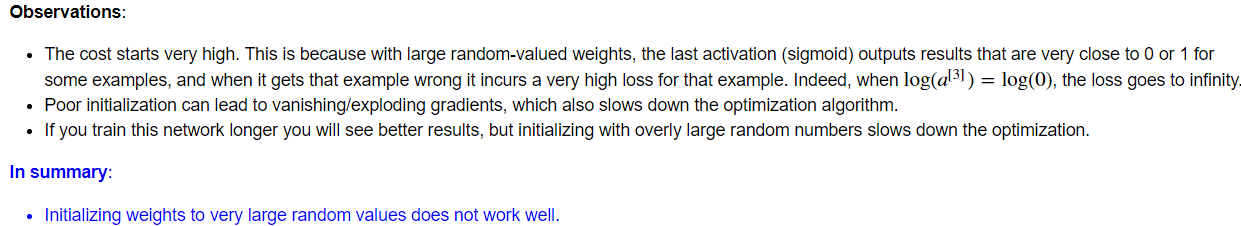 Observations:
• The cost starts very high. This is because with large random-valued weights, the last activation (sigmoid) outputs results that are very close to 0 or 1 for
some examples, and when it gets that example wrong it incurs a very high loss for that example. Indeed, when log(a^[3]) = log(0), the loss goes to infinity.
• Poor initialization can lead to vanishing/exploding gradients, which also slows down the optimization algorithm.
• If you train this network longer you will see better results, but initializing with overly large random numbers slows down the optimization.
In summary:
• Initializing weights to very large random values does not work well.